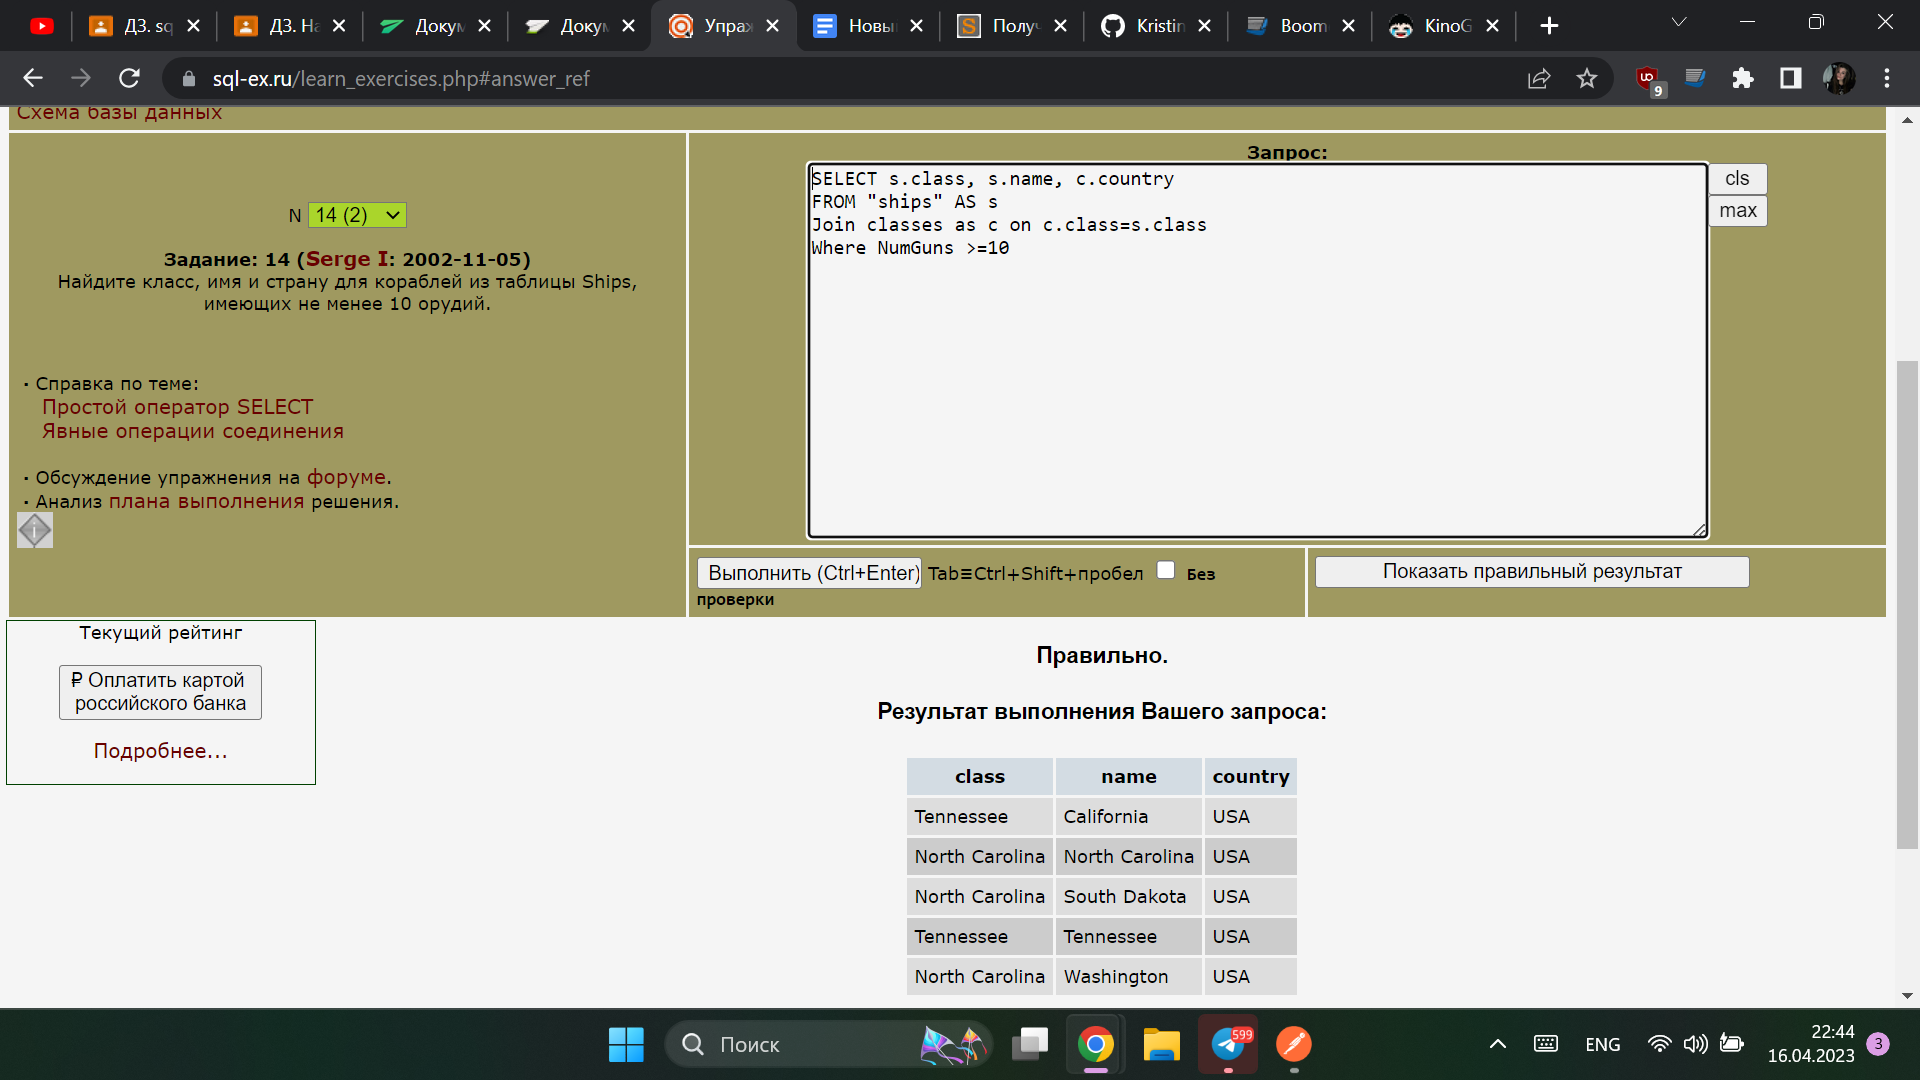 ДЗ. sq
ДЗ. На
Докум
Докум
Упраж
Новы
Получ
Kristin
Boom
KinoG
sql-ex.ru/learn_exercises.php#answer_ref
9
Схема базы данных
N 14 (2)
Задание: 14 (Serge I: 2002-11-05)
Найдите класс, имя и страну для кораблей из таблицы Ships,
имеющих не менее 10 орудий.
· Справка по теме:
Простой оператор SELECT
Явные операции соединения
· Обсуждение упражнения на форуме.
· Анализ плана выполнения решения.
Запрос:
SELECT s.class, s.name, c.country
FROM "ships" AS s
Join classes as c on c.class=s.class
Where NumGuns >=10
cls
max
Выполнить (Ctrl+Enter) Tab≡Ctrl+Shift+пробел Без
проверки
Показать правильный результат
Текущий рейтинг
₽ Оплатить картой
российского банка
Подробнее...
Правильно.
Результат выполнения Вашего запроса:
class name country
Tennessee California USA
North Carolina North Carolina USA
North Carolina South Dakota USA
Tennessee Tennessee USA
North Carolina Washington USA
Поиск
599
ENG
22:44
16.04.2023
3